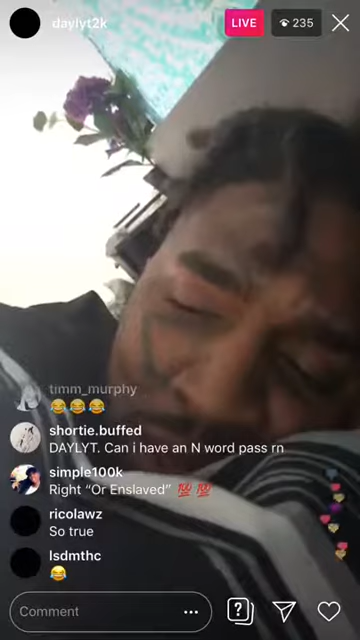 daylyt2k
LIVE
235
timm_murphy
😂😂😂
shortie.buffed
DAYLYT. Can i have an N word pass rn
simple100k
Right “Or Enslaved” 💯 💯
ricolawz
So true
lsdmthc
😂
Comment